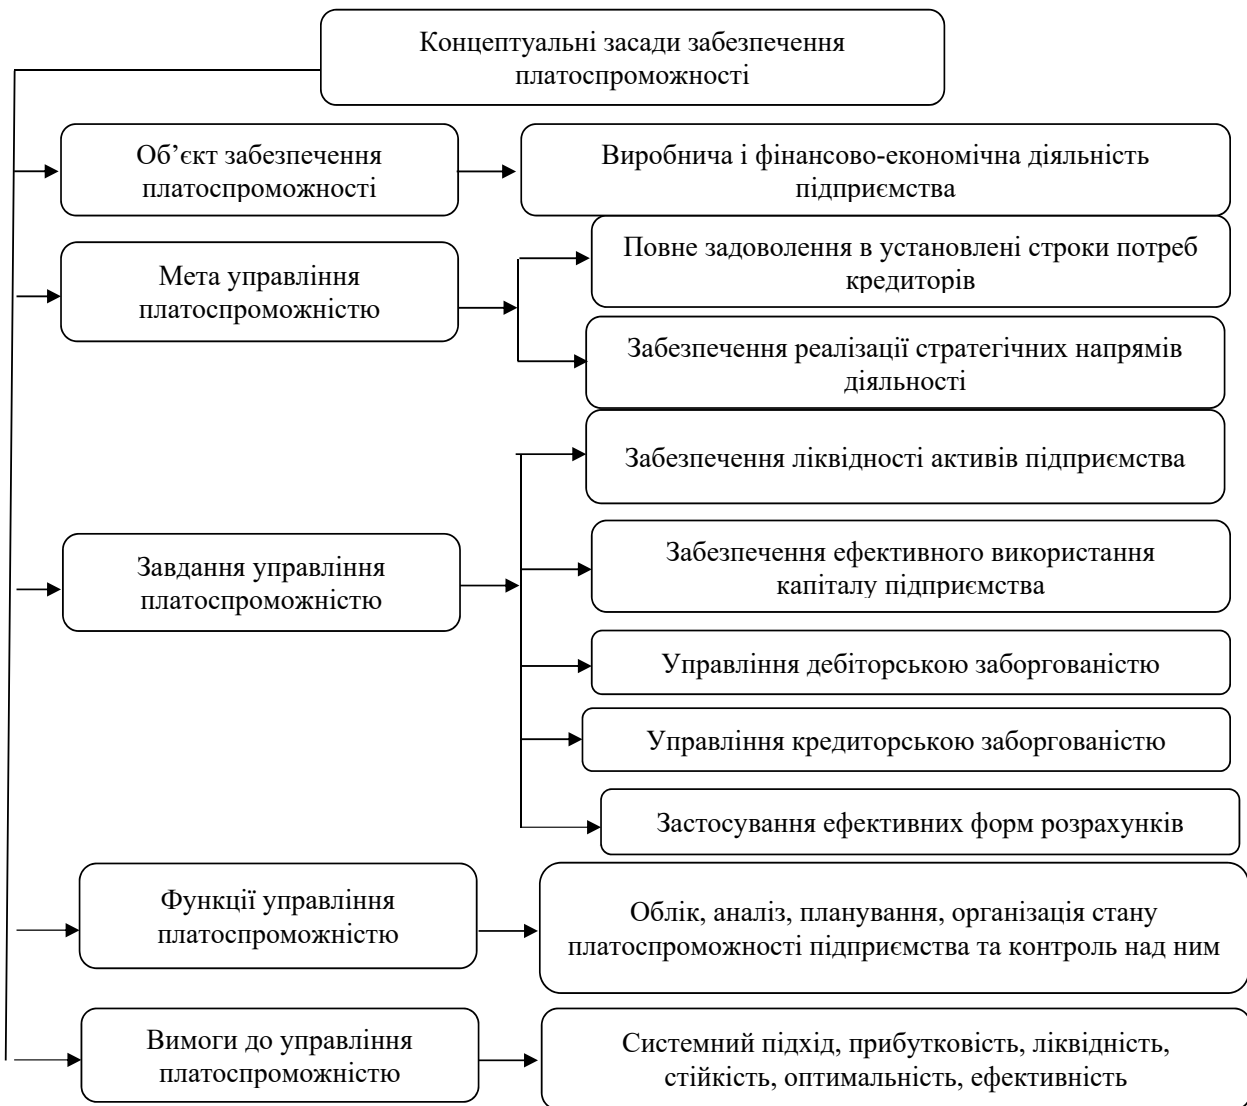 Концептуальні засади забезпечення
платоспроможності
Об’єкт забезпечення
платоспроможності
Виробнича і фінансово-економічна діяльність
підприємства
Мета управління
платоспроможністю
Повне задоволення в установлені строки потреб
кредиторів
Забезпечення реалізації стратегічних напрямів
діяльності
Завдання управління
платоспроможністю
Забезпечення ліквідності активів підприємства
Забезпечення ефективного використання
капіталу підприємства
Управління дебіторською заборгованістю
Управління кредиторською заборгованістю
Застосування ефективних форм розрахунків
Функції управління
платоспроможністю
Облік, аналіз, планування, організація стану
платоспроможності підприємства та контроль над ним
Вимоги до управління
платоспроможністю
Системний підхід, прибутковість, ліквідність,
стійкість, оптимальність, ефективність